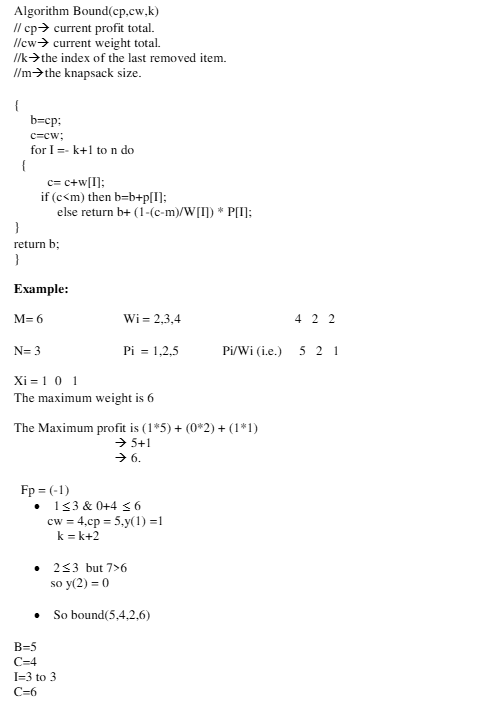 Algorithm Bound(cp,cw,k)
// cp→ current profit total.
//cw→ current weight total.
//k→the index of the last removed item.
//m→the knapsack size.
{
b=cp;
c=cw;
for I =- k+1 to n do
{
c= c+w[I];
if (c<m) then b=b+p[I];
else return b+ (1-(c-m)/W[I]) * P[I];
}
return b;
}
Example:
M= 6 Wi = 2,3,4 4 2 2
N= 3 Pi = 1,2,5 Pi/Wi (i.e.) 5 2 1
Xi = 1 0 1
The maximum weight is 6
The Maximum profit is (1*5) + (0*2) + (1*1)
→ 5+1
→ 6.
Fp = (-1)
• 1≤3 & 0+4 ≤ 6
cw = 4,cp = 5,y(1) =1
k = k+2
• 2≤3 but 7>6
so y(2) = 0
• So bound(5,4,2,6)
B=5
C=4
I=3 to 3
C=6